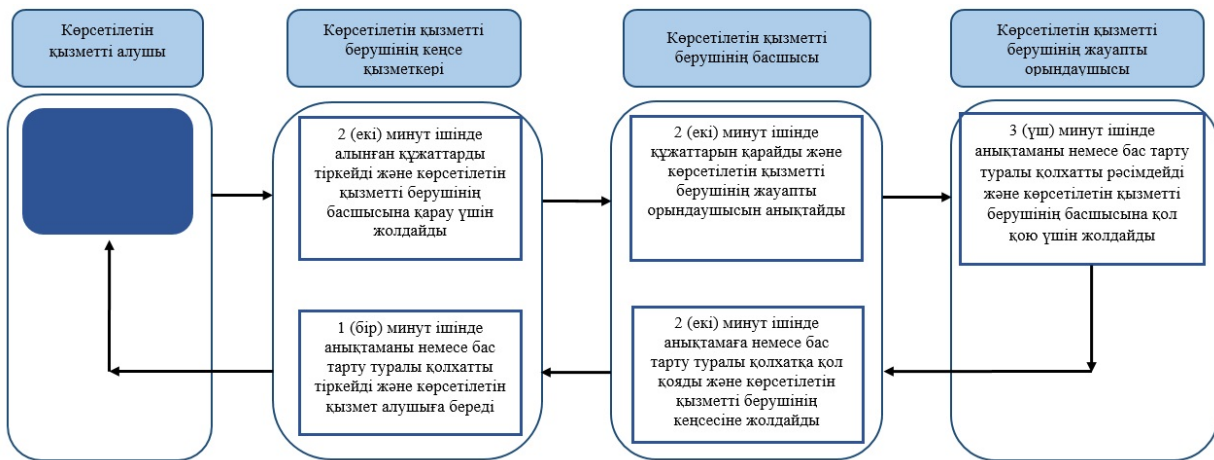 Көрсетілетін
қызметті алушы
Көрсетілетін қызметті
берушінің кеңсе
қызметкері
Көрсетілетін қызметті
берушінің басшысы
Көрсетілетін қызметті
берушінің жауапты
орындаушысы
2 (екі) минут ішінде
алынған құжаттарды
тіркейді және көрсетілетін
қызметті берушінің
басшысына қарау үшін
жолдайды
2 (екі) минут ішінде
құжаттарын қарайды және
көрсетілетін қызметті
берушінің жауапты
орындаушысын анықтайды
3 (үш) минут ішінде
анықтаманы немесе бас тарту
туралы қолхатты рәсімдейді
және көрсетілетін қызметті
берушінің басшысына қол
қою үшін жолдайды
1 (бір) минут ішінде
анықтаманы немесе бас
тарту туралы қолхатты
тіркейді және көрсетілетін
қызмет алушыға береді
2 (екі) минут ішінде
анықтамаға немесе бас
тарту туралы қолхатқа қол
қояды және көрсетілетін
қызметті берушінің
кеңсесіне жолдайды